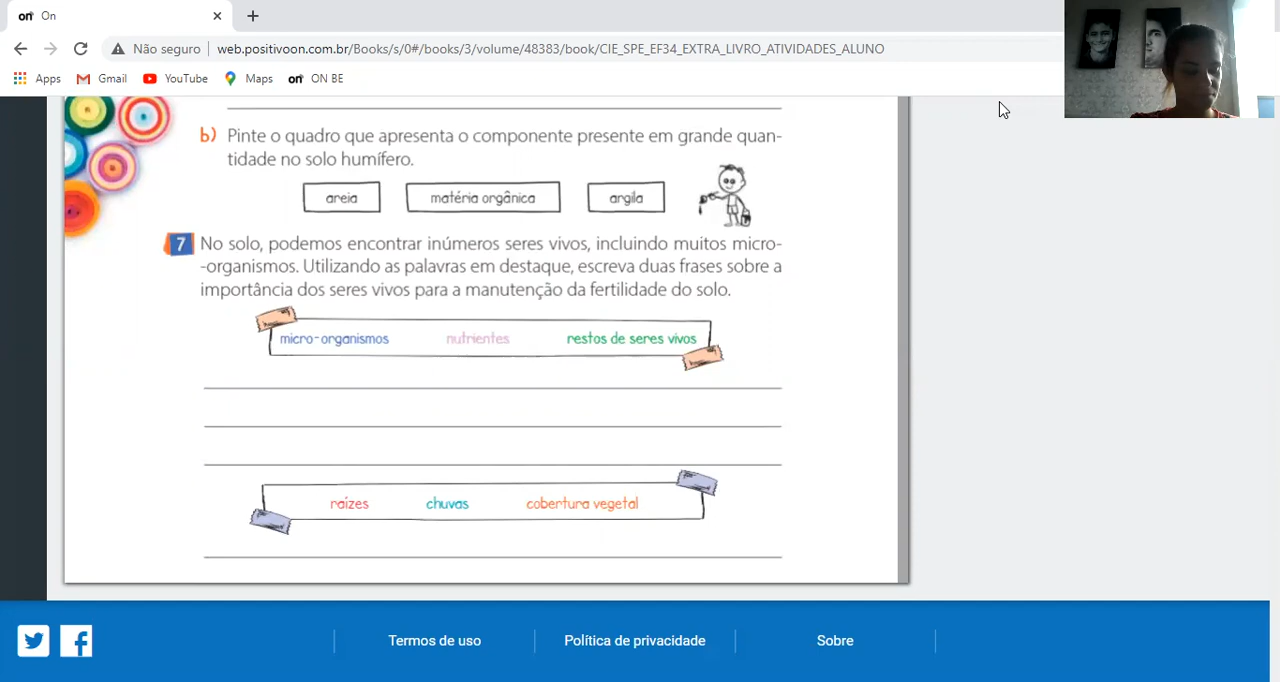 on On
Não seguro web.positivoon.com.br/Books/s/0#/books/3/volume/48383/book/CIE_SPE_EF34_EXTRA_LIVRO_ATIVIDADES_ALUNO
Apps Gmail YouTube Maps on ON BE
b) Pinte o quadro que apresenta o componente presente em grande quan-
tidade no solo humífero.
areia matéria orgânica argila
7 No solo, podemos encontrar inúmeros seres vivos, incluindo muitos micro-
-organismos. Utilizando as palavras em destaque, escreva duas frases sobre a
importância dos seres vivos para a manutenção da fertilidade do solo.
micro-organismos nutrientes restos de seres vivos
raízes chuvas cobertura vegetal
Termos de uso Política de privacidade Sobre